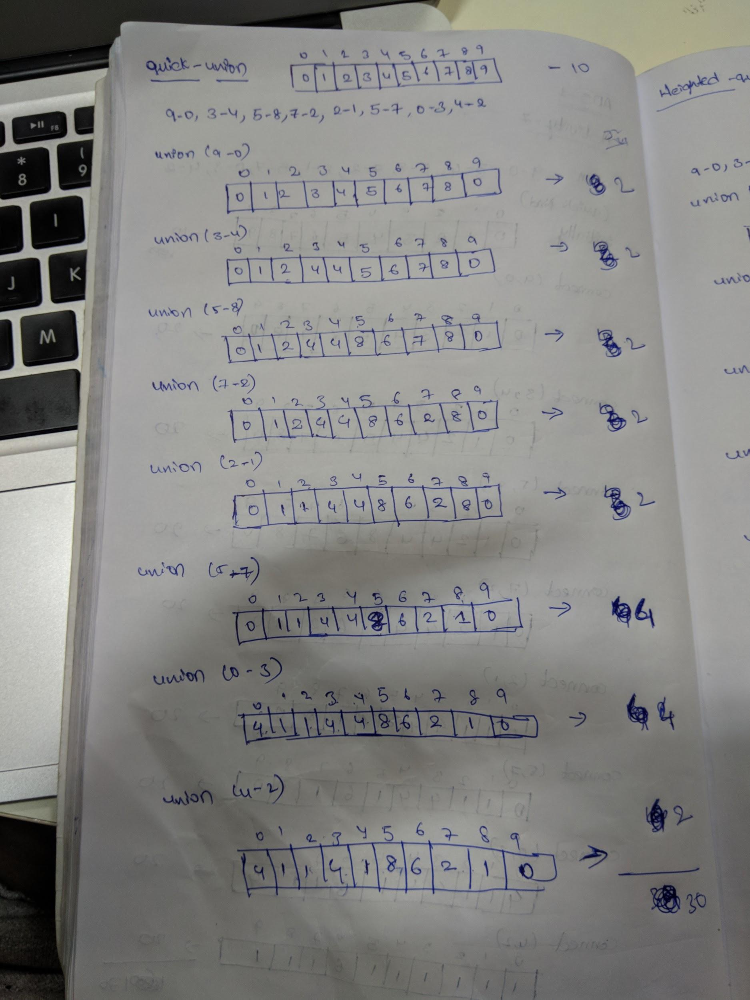 0 1 2 3 4 5 6 7 8 9
quick-union 0 1 2 3 4 5 6 7 8 9 - 10
9-0, 3-4, 5-8, 7-2, 2-1, 5-7, 0-3, 4-2
union (9-0)
0 1 2 3 4 5 6 7 8 9
0 1 2 3 4 5 6 7 8 0 → 2
union (3-4)
0 1 2 3 4 5 6 7 8 9
0 1 2 4 4 5 6 7 8 0 → 2
union (5-8)
0 1 2 3 4 5 6 7 8 9
0 1 2 4 4 8 6 7 8 0 → 2
union (7-2)
0 1 2 3 4 5 6 7 8 9
0 1 2 4 4 8 6 2 8 0 → 2
union (2-1)
0 1 2 3 4 5 6 7 8 9
0 1 1 4 4 8 6 2 8 0 → 2
union (5-7)
0 1 2 3 4 5 6 7 8 9
0 1 1 4 4 8 6 2 1 0 → 4
union (0-3)
0 1 2 3 4 5 6 7 8 9
4 1 1 4 4 8 6 2 1 0 → 4
union (4-2)
2
0 1 2 3 4 5 6 7 8 9
4 1 1 4 1 8 6 2 1 0 →
30
Weighted
9-0, 3-
union
* 8
( 9
F8
I
J
K
M